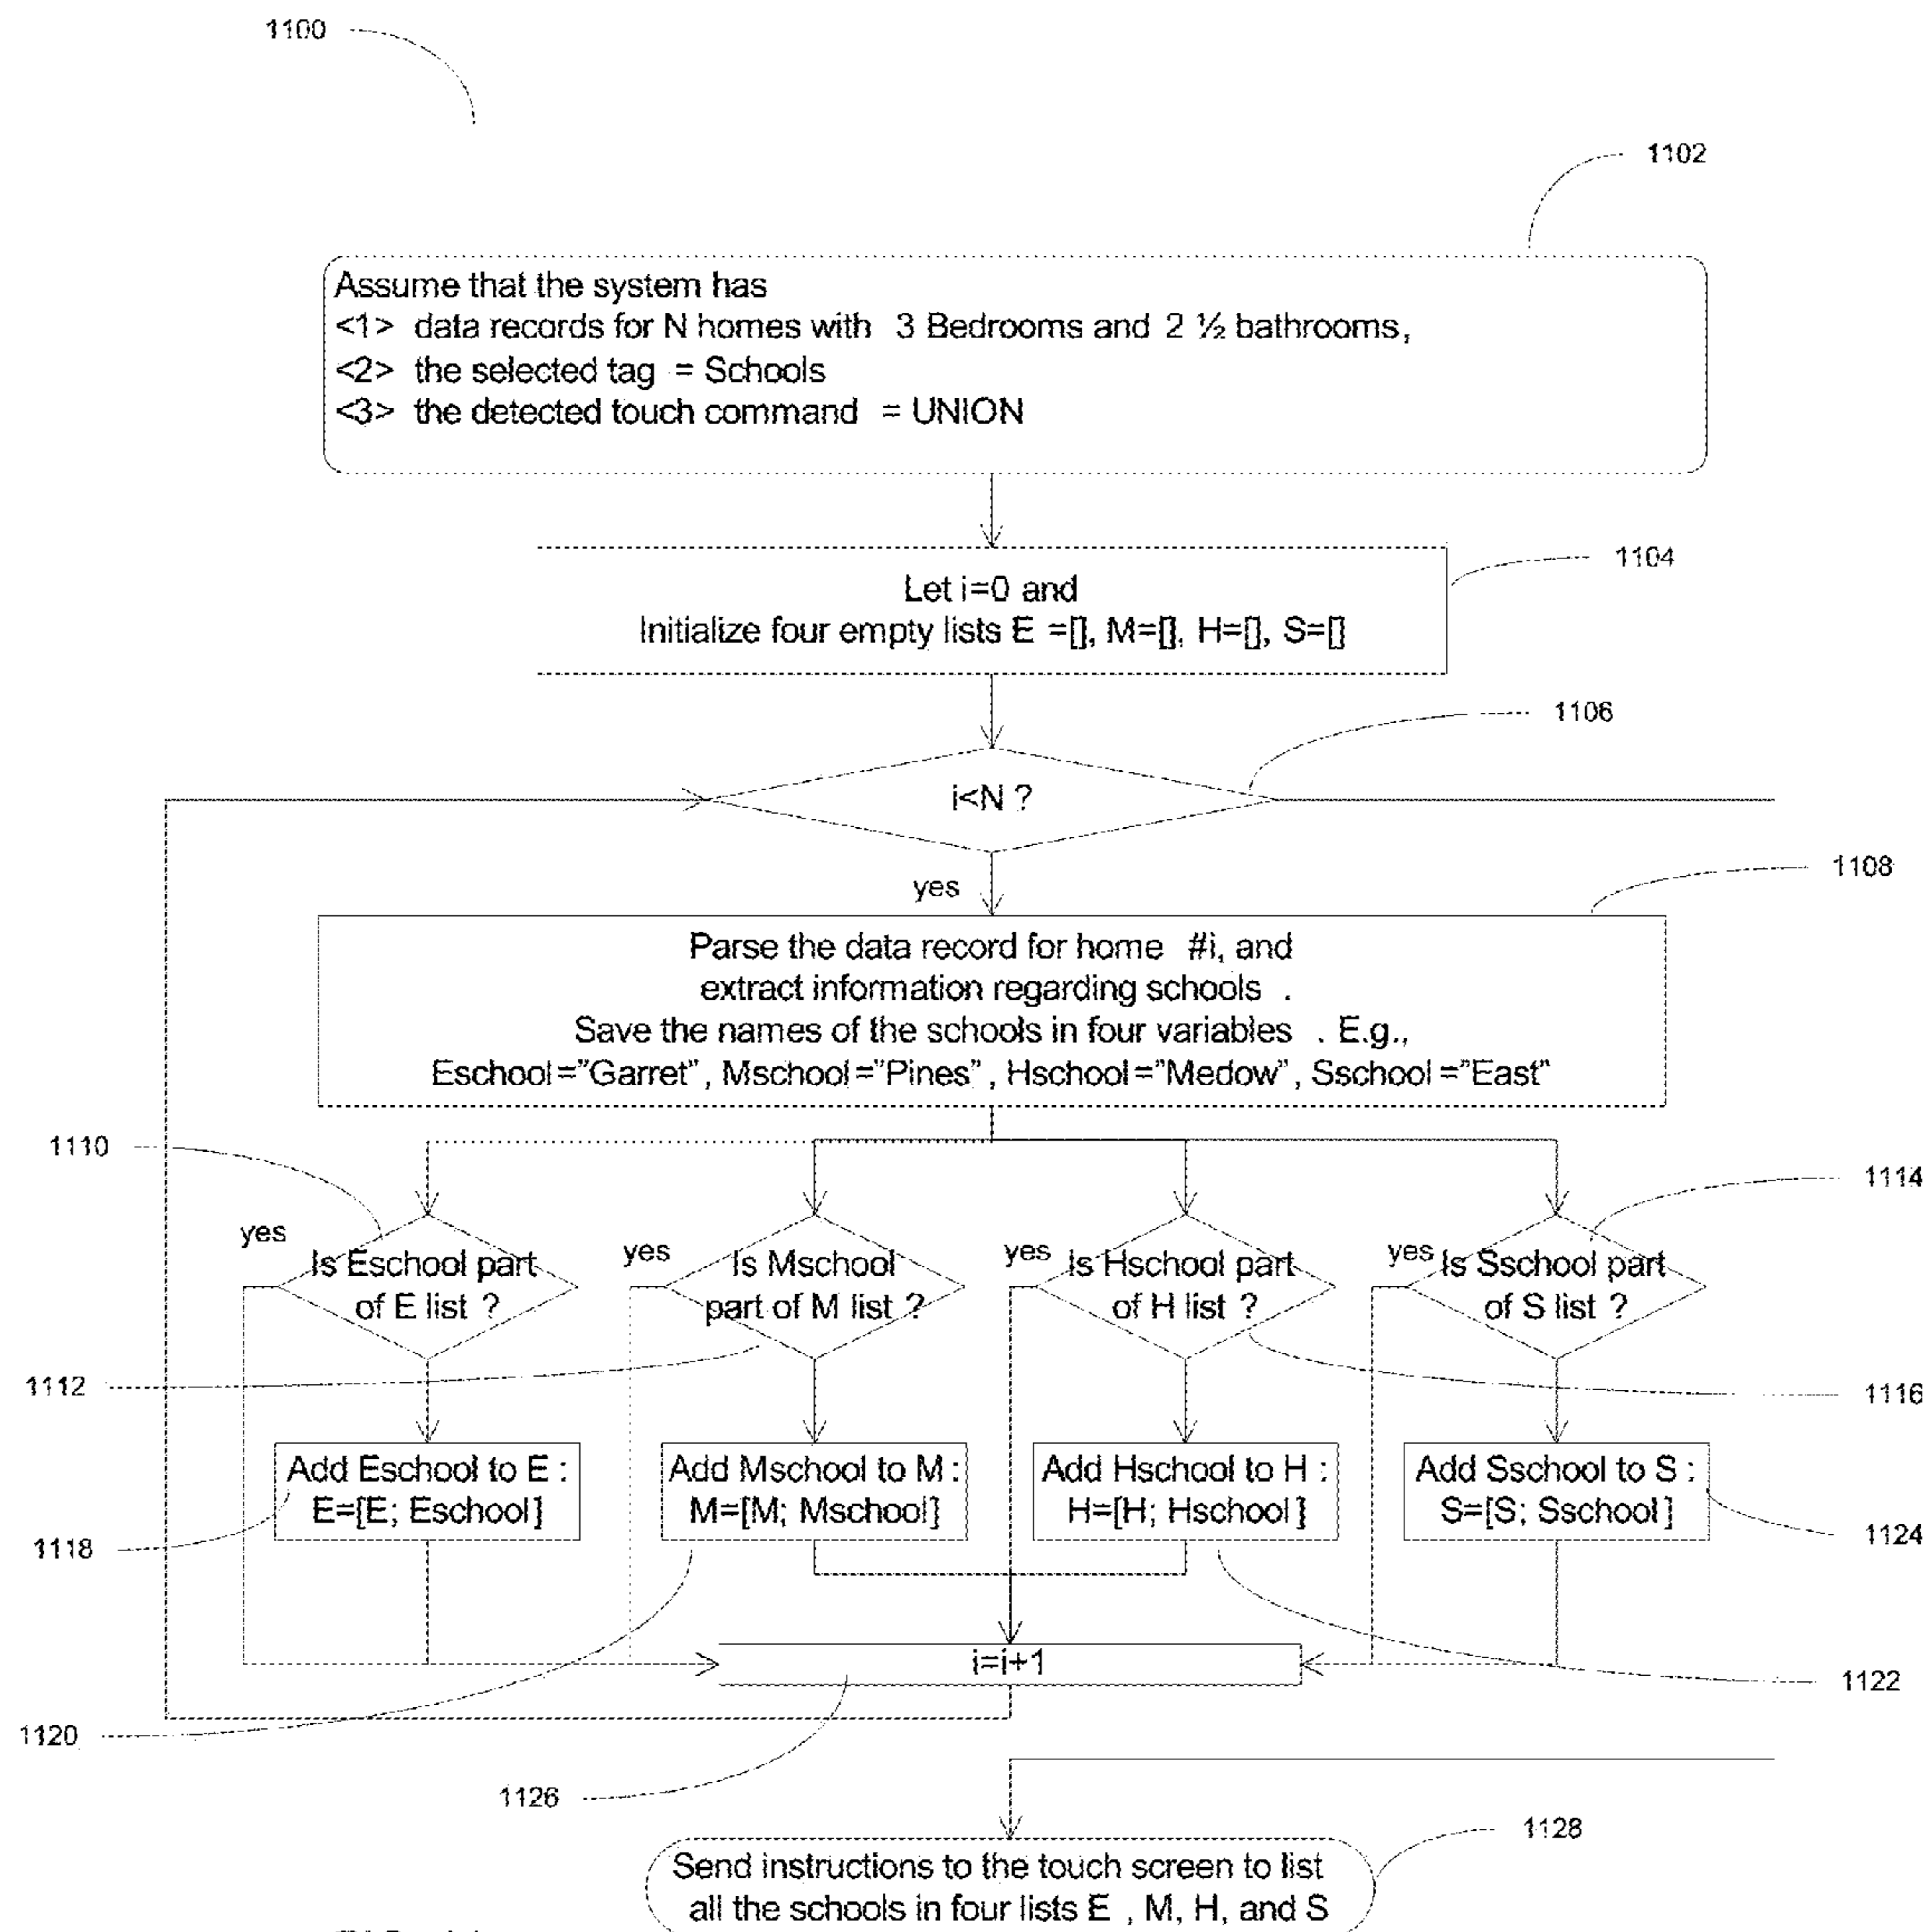 1100
1102
Assume that the system has
<1> data records for N homes with 3 Bedrooms and 2 ½ bathrooms,
<2> the selected tag = Schools
<3> the detected touch command = UNION
1104
Let i=0 and
Initialize four empty lists E =[], M=[], H=[], S=[]
1106
i<N ?
yes
1108
Parse the data record for home #i, and
extract information regarding schools .
Save the names of the schools in four variables . E.g.,
Eschool="Garret", Mschool="Pines", Hschool="Medow", Sschool="East"
1110
1114
yes
Is Eschool part
of E list ?
yes
Is Mschool
part of M list ?
yes
Is Hschool part
of H list ?
yes
Is Sschool part
of S list ?
1112
1116
Add Eschool to E :
E=[E; Eschool]
Add Mschool to M :
M=[M; Mschool]
Add Hschool to H :
H=[H; Hschool]
Add Sschool to S :
S=[S; Sschool]
1118
1124
i=i+1
1122
1120
1126
1128
Send instructions to the touch screen to list
all the schools in four lists E , M, H, and S